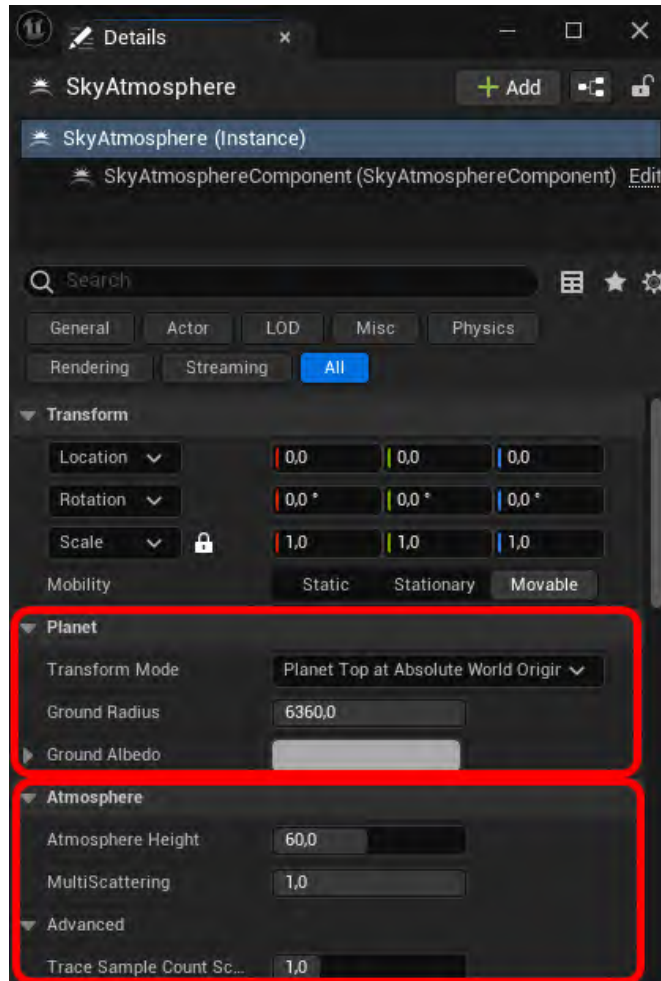 Details
SkyAtmosphere
Add
SkyAtmosphere (Instance)
SkyAtmosphereComponent (SkyAtmosphereComponent) Edit
Search
General Actor LOD Misc Physics
Rendering Streaming All
Transform
Location 0,0 0,0 0,0
Rotation 0,0 ° 0,0 ° 0,0 °
Scale 1,0 1,0 1,0
Mobility Static Stationary Movable
Planet
Transform Mode Planet Top at Absolute World Origir
Ground Radius 6360,0
Ground Albedo
Atmosphere
Atmosphere Height 60,0
MultiScattering 1,0
Advanced
Trace Sample Count Sc... 1,0